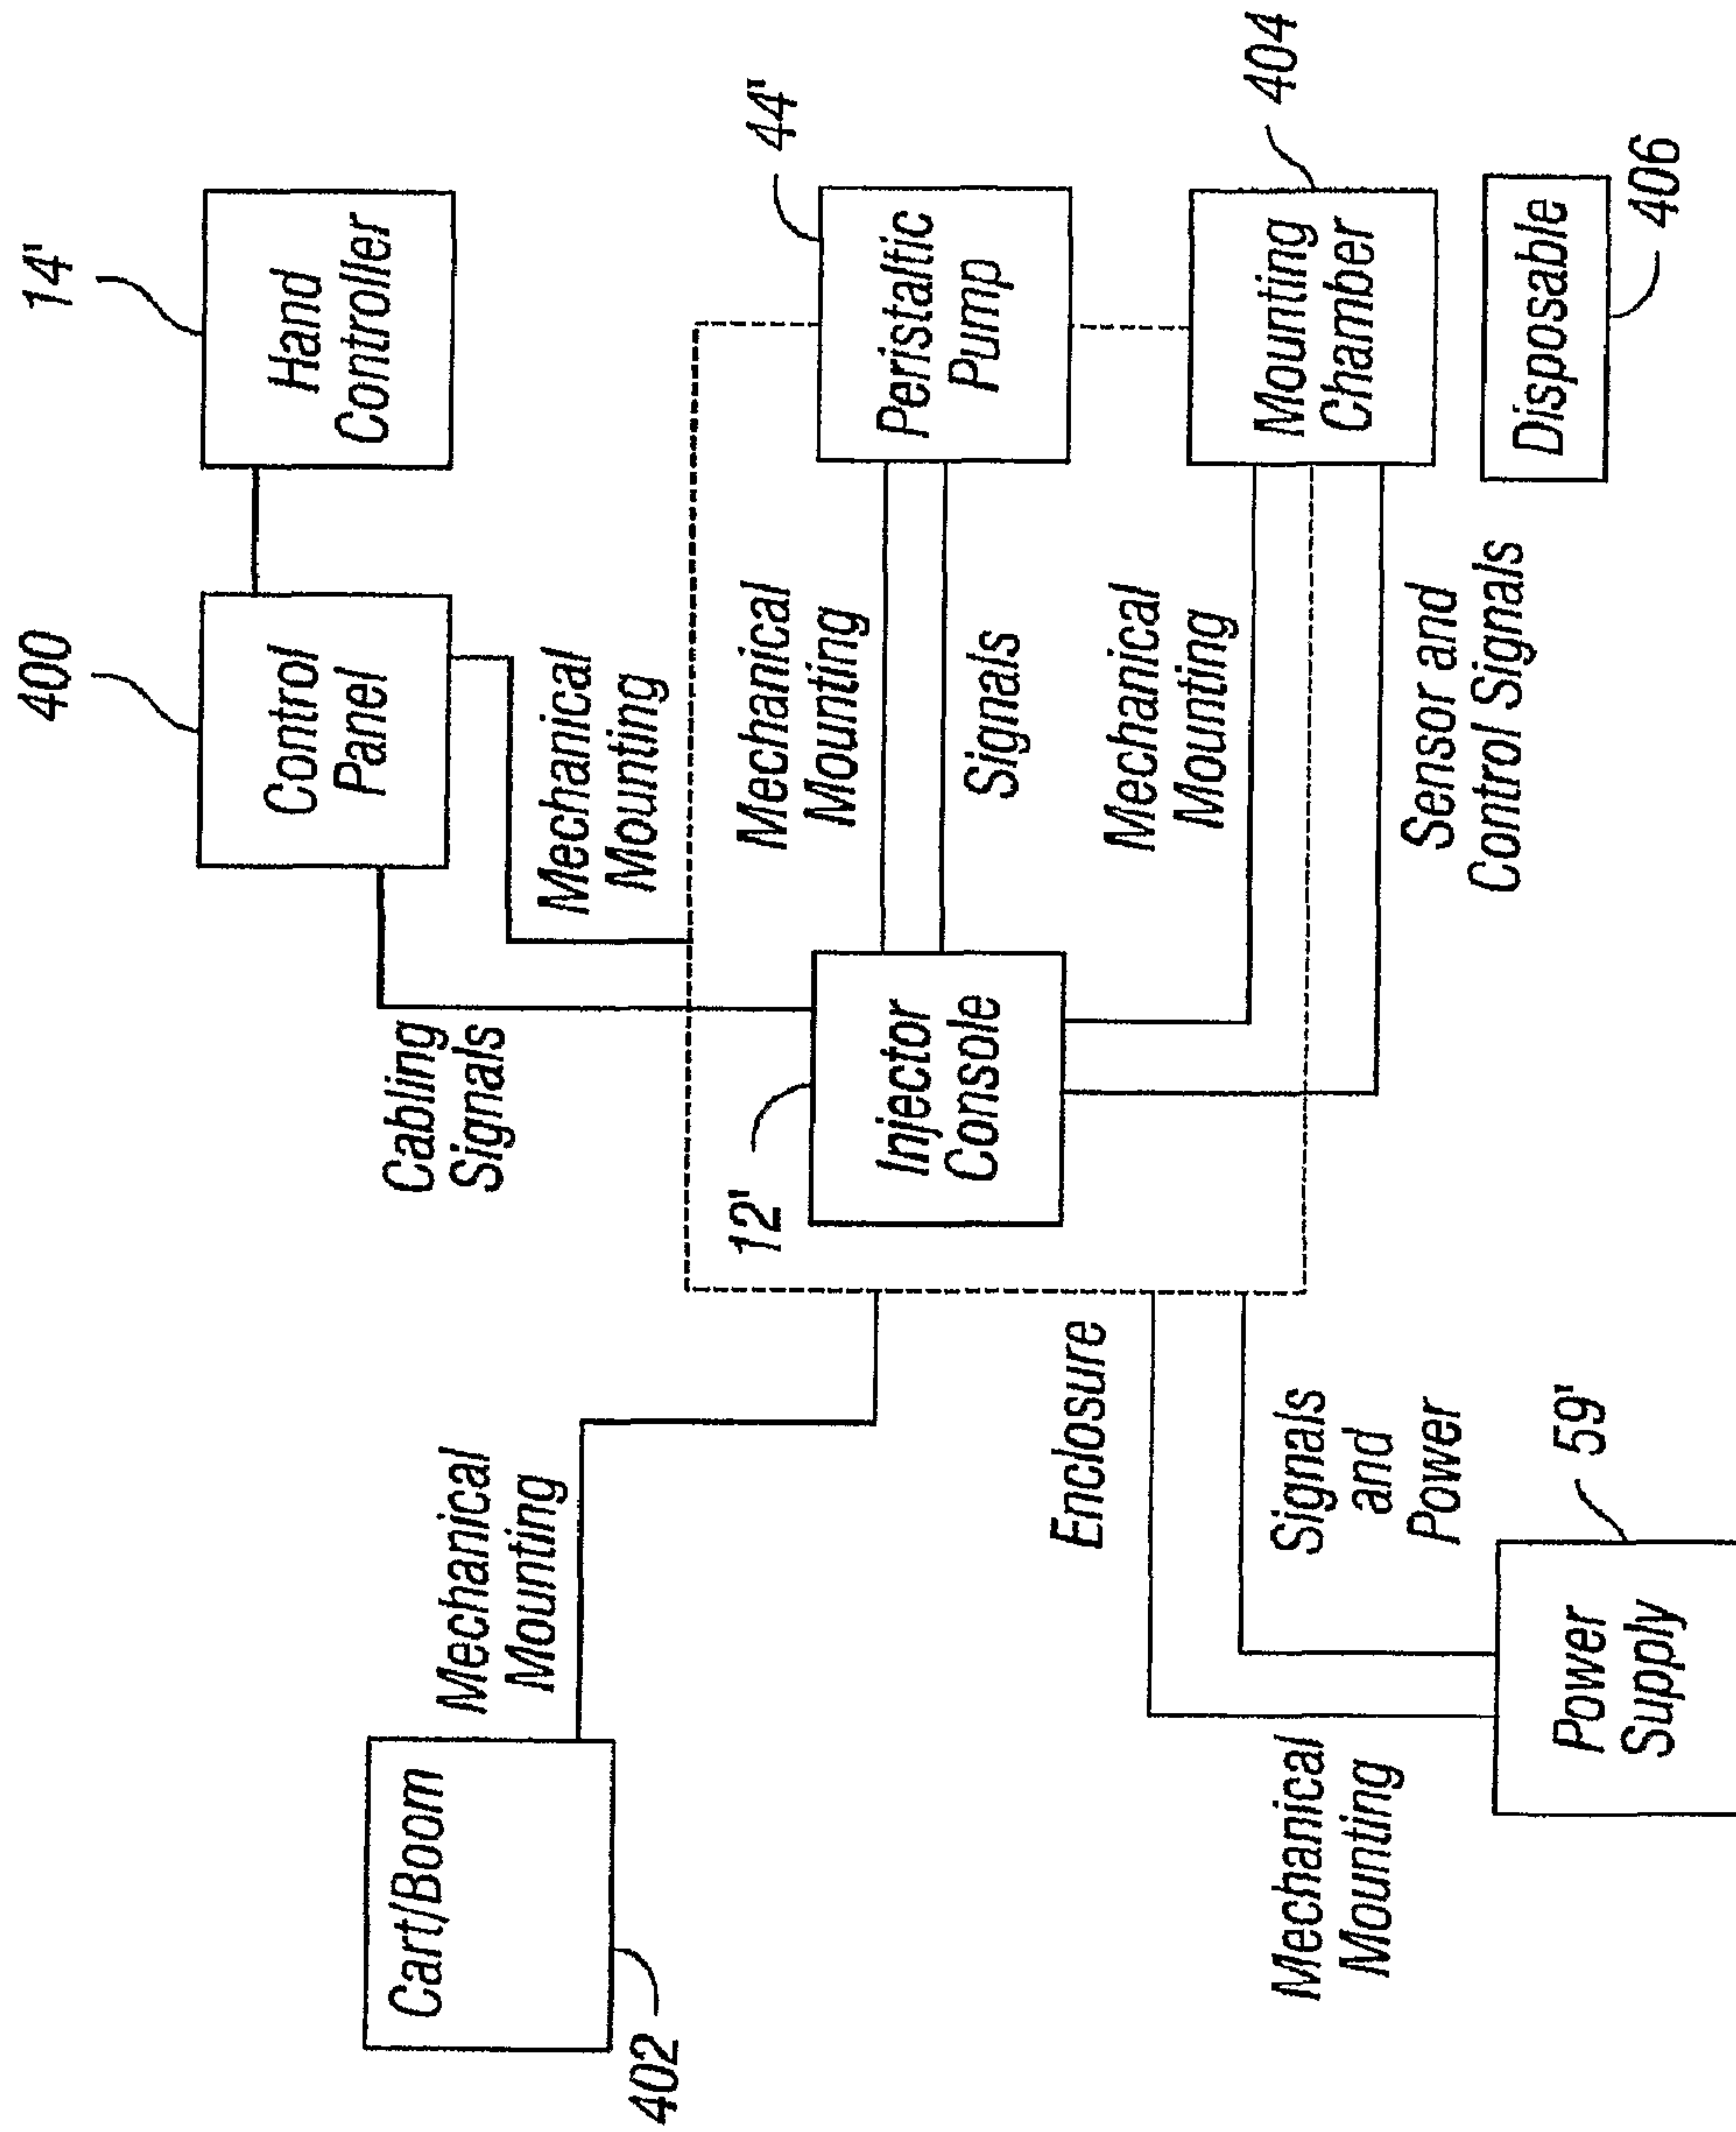 14'
Hand
Controller
400
Control
Panel
Cabling
Signals
Mechanical
Mounting
44'
Peristaltic
Pump
Mechanical
Mounting
Signals
12'
Injector
Console
404
Mounting
Chamber
Mechanical
Mounting
Sensor and
Control Signals
Disposable
406
Mechanical
Mounting
Cart/Boom
402
Enclosure
Signals
and
Power
Mechanical
Mounting
59'
Power
Supply